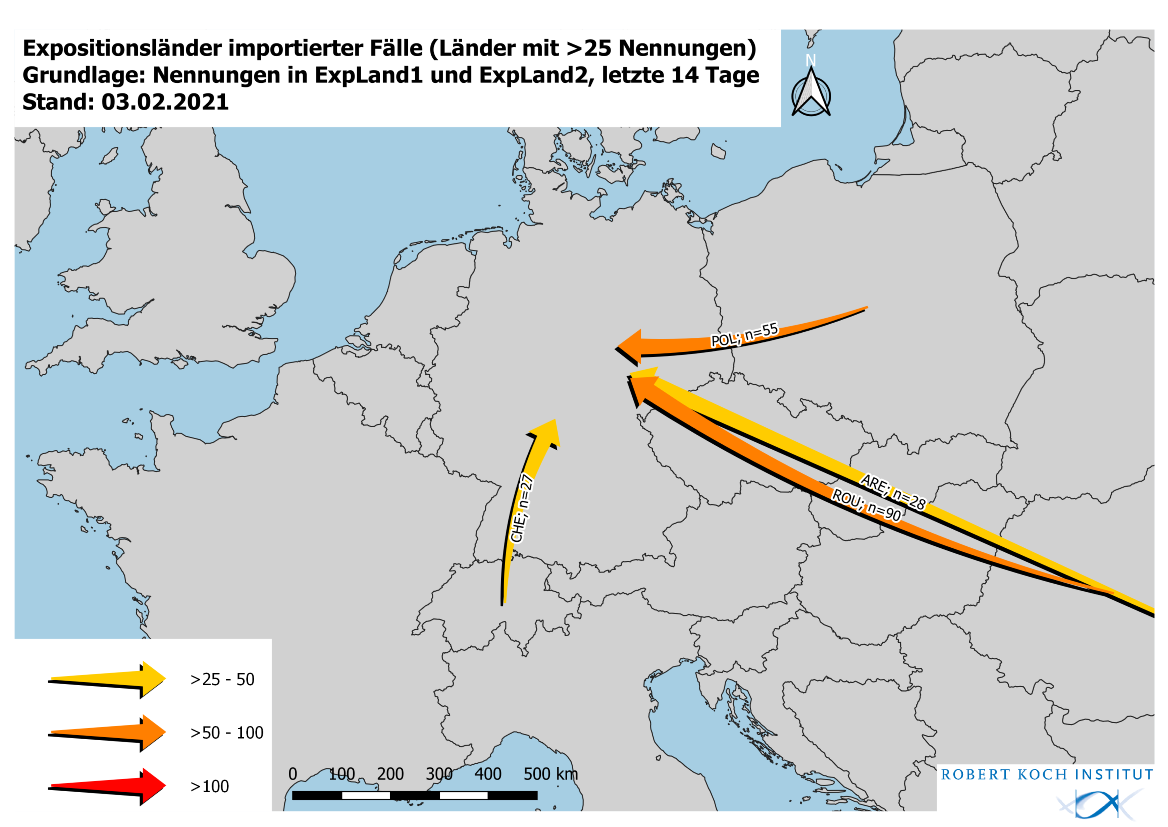 Expositionsländer importierter Fälle (Länder mit >25 Nennungen)
Grundlage: Nennungen in ExpLand1 und ExpLand2, letzte 14 Tage
Stand: 03.02.2021
N
POL; n=55
ARE; n=28
ROU; n=90
CHE; n=27
>25 - 50
>50 - 100
>100
0 100 200 300 400 500 km
ROBERT KOCH INSTITUT